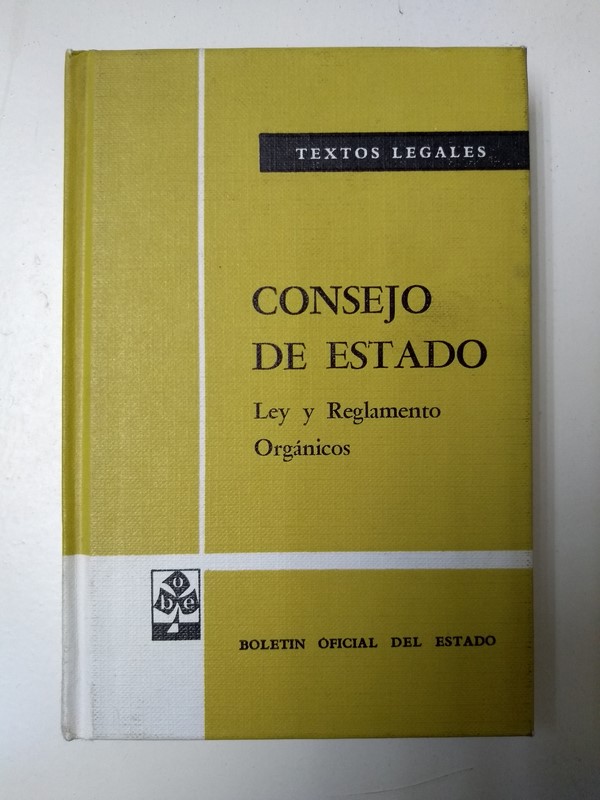 TEXTOS LEGALES
CONSEJO
DE ESTADO
Ley y Reglamento
Orgánicos
o
b e
BOLETIN OFICIAL DEL ESTADO